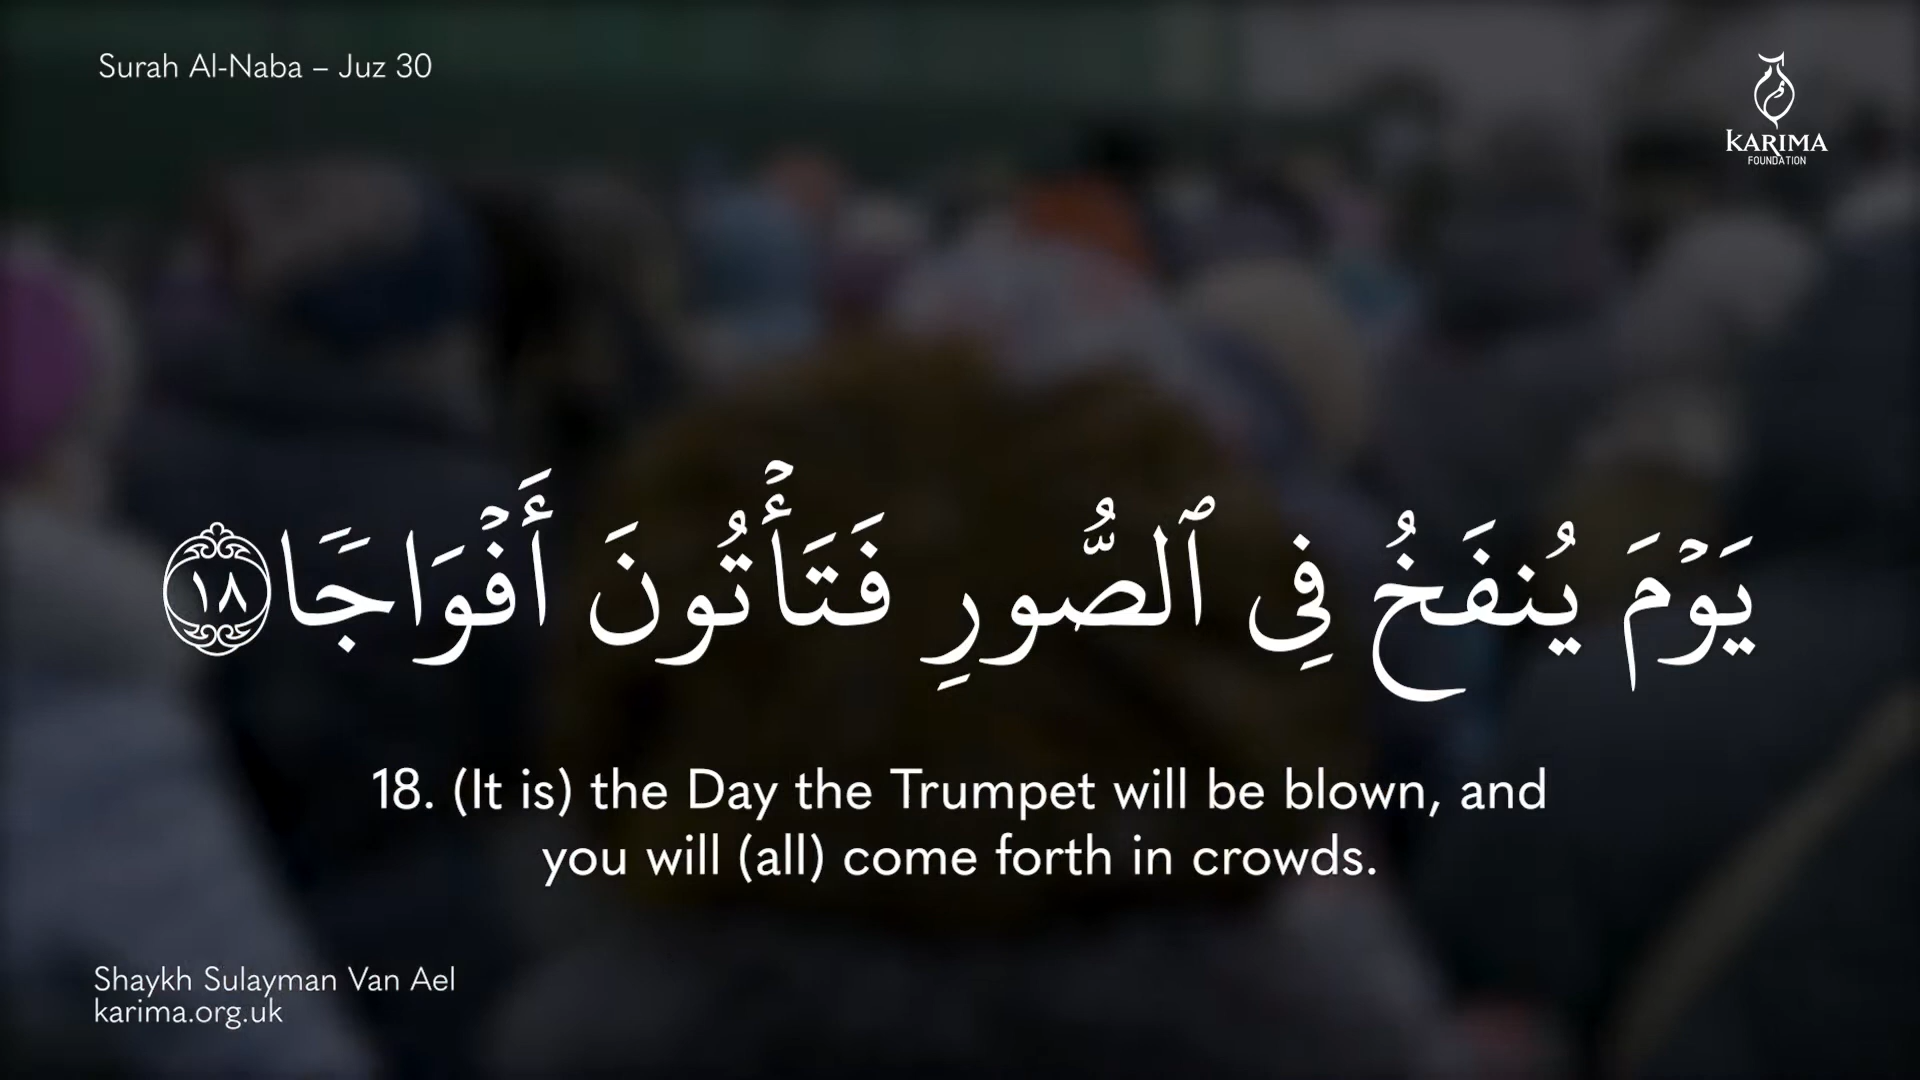 Surah Al-Naba – Juz 30
KARIMA
FOUNDATION
يَوْمَ يُنفَخُ فِى ٱلصُّورِ فَتَأْتُونَ أَفْوَاجًا ١٨
18. (It is) the Day the Trumpet will be blown, and
you will (all) come forth in crowds.
Shaykh Sulayman Van Ael
karima.org.uk